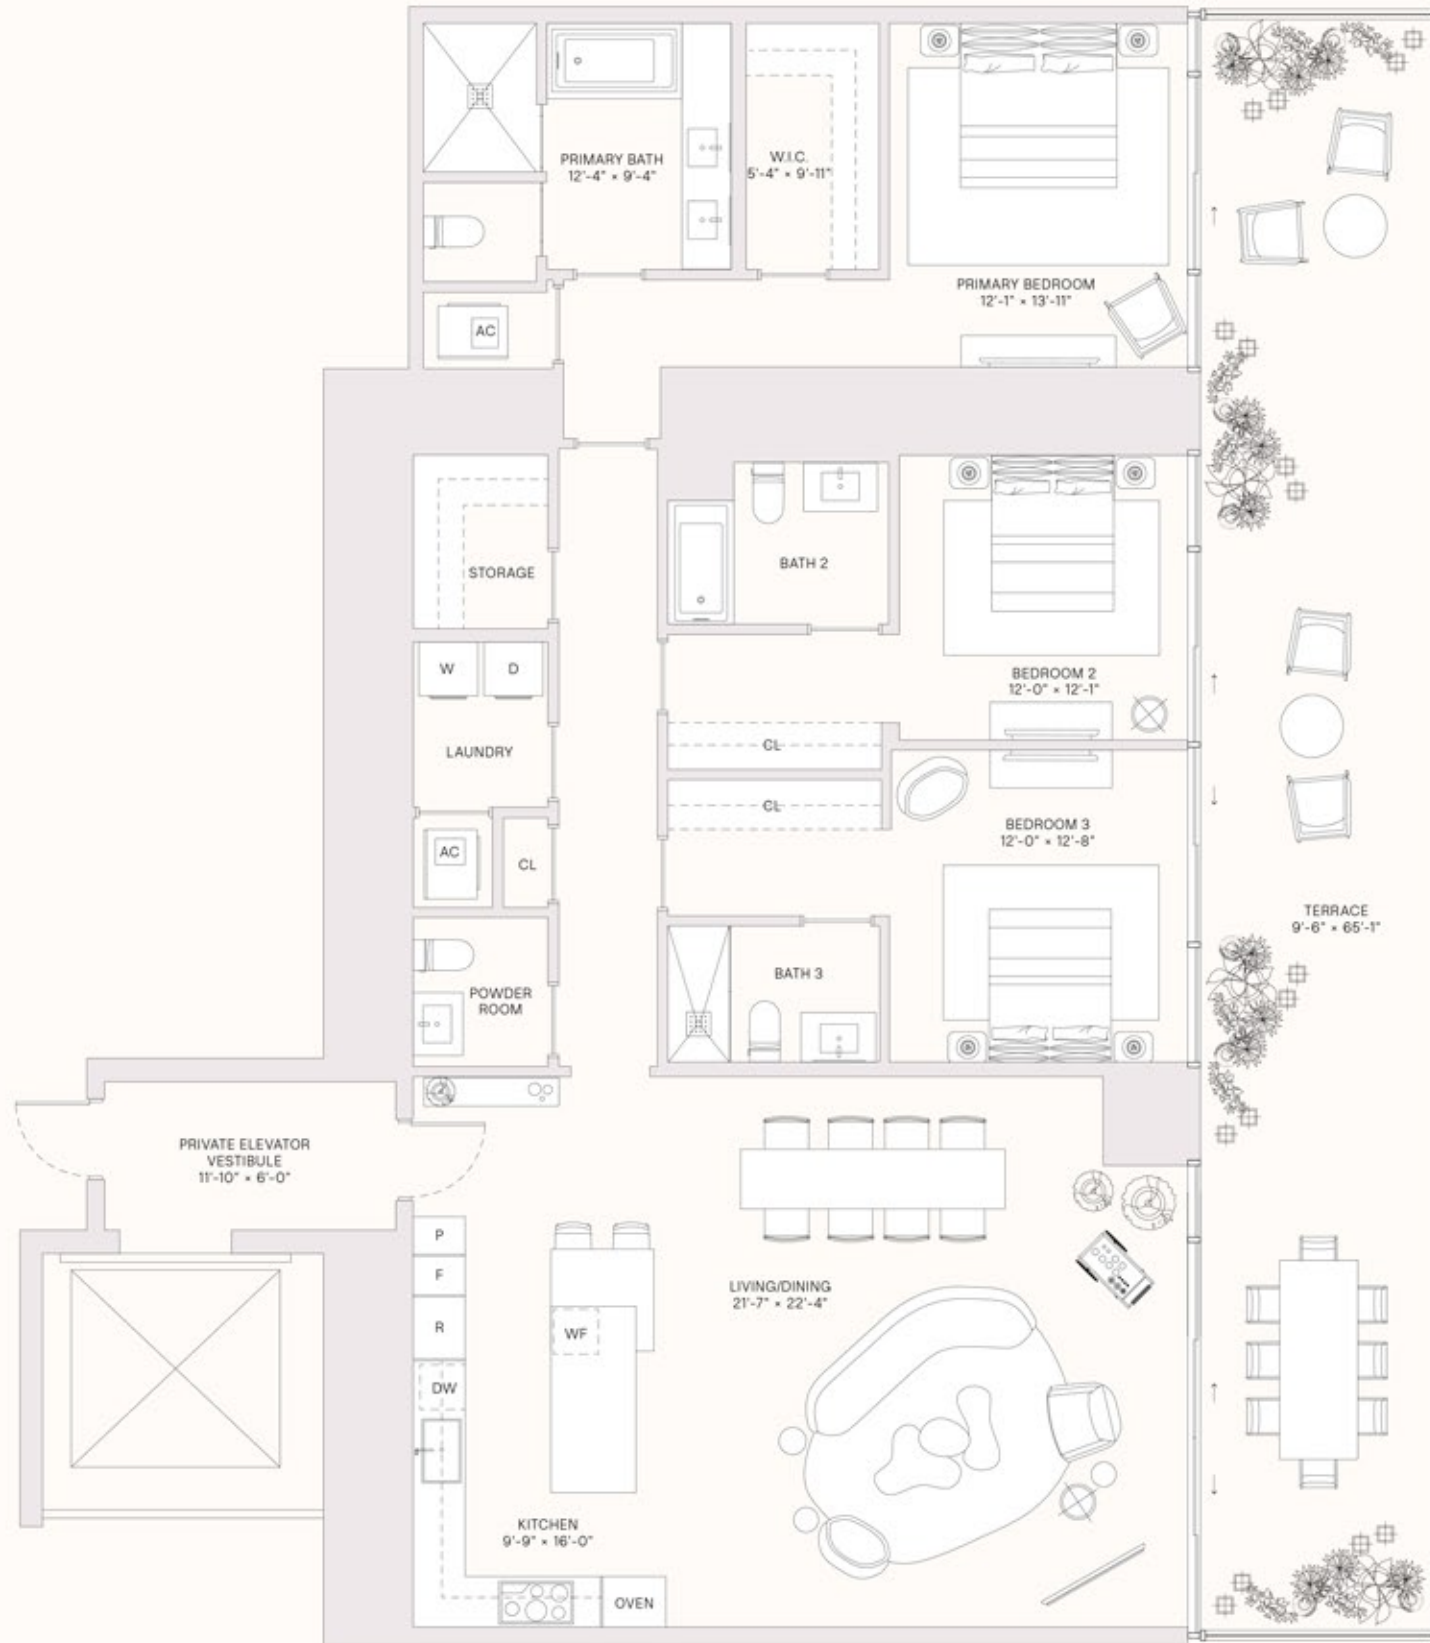 PRIMARY BATH
12'-4" × 9'-4"
W.I.C.
5'-4" × 9'-11"
PRIMARY BEDROOM
12'-1" × 13'-11"
AC
STORAGE
BATH 2
W
D
BEDROOM 2
12'-0" × 12'-1"
LAUNDRY
CL
CL
BEDROOM 3
12'-0" × 12'-8"
AC
CL
TERRACE
9'-6" × 65'-1"
BATH 3
POWDER
ROOM
PRIVATE ELEVATOR
VESTIBULE
11'-10" × 6'-0"
P
F
R
WF
LIVING/DINING
21'-7" × 22'-4"
DW
KITCHEN
9'-9" × 16'-0"
OVEN